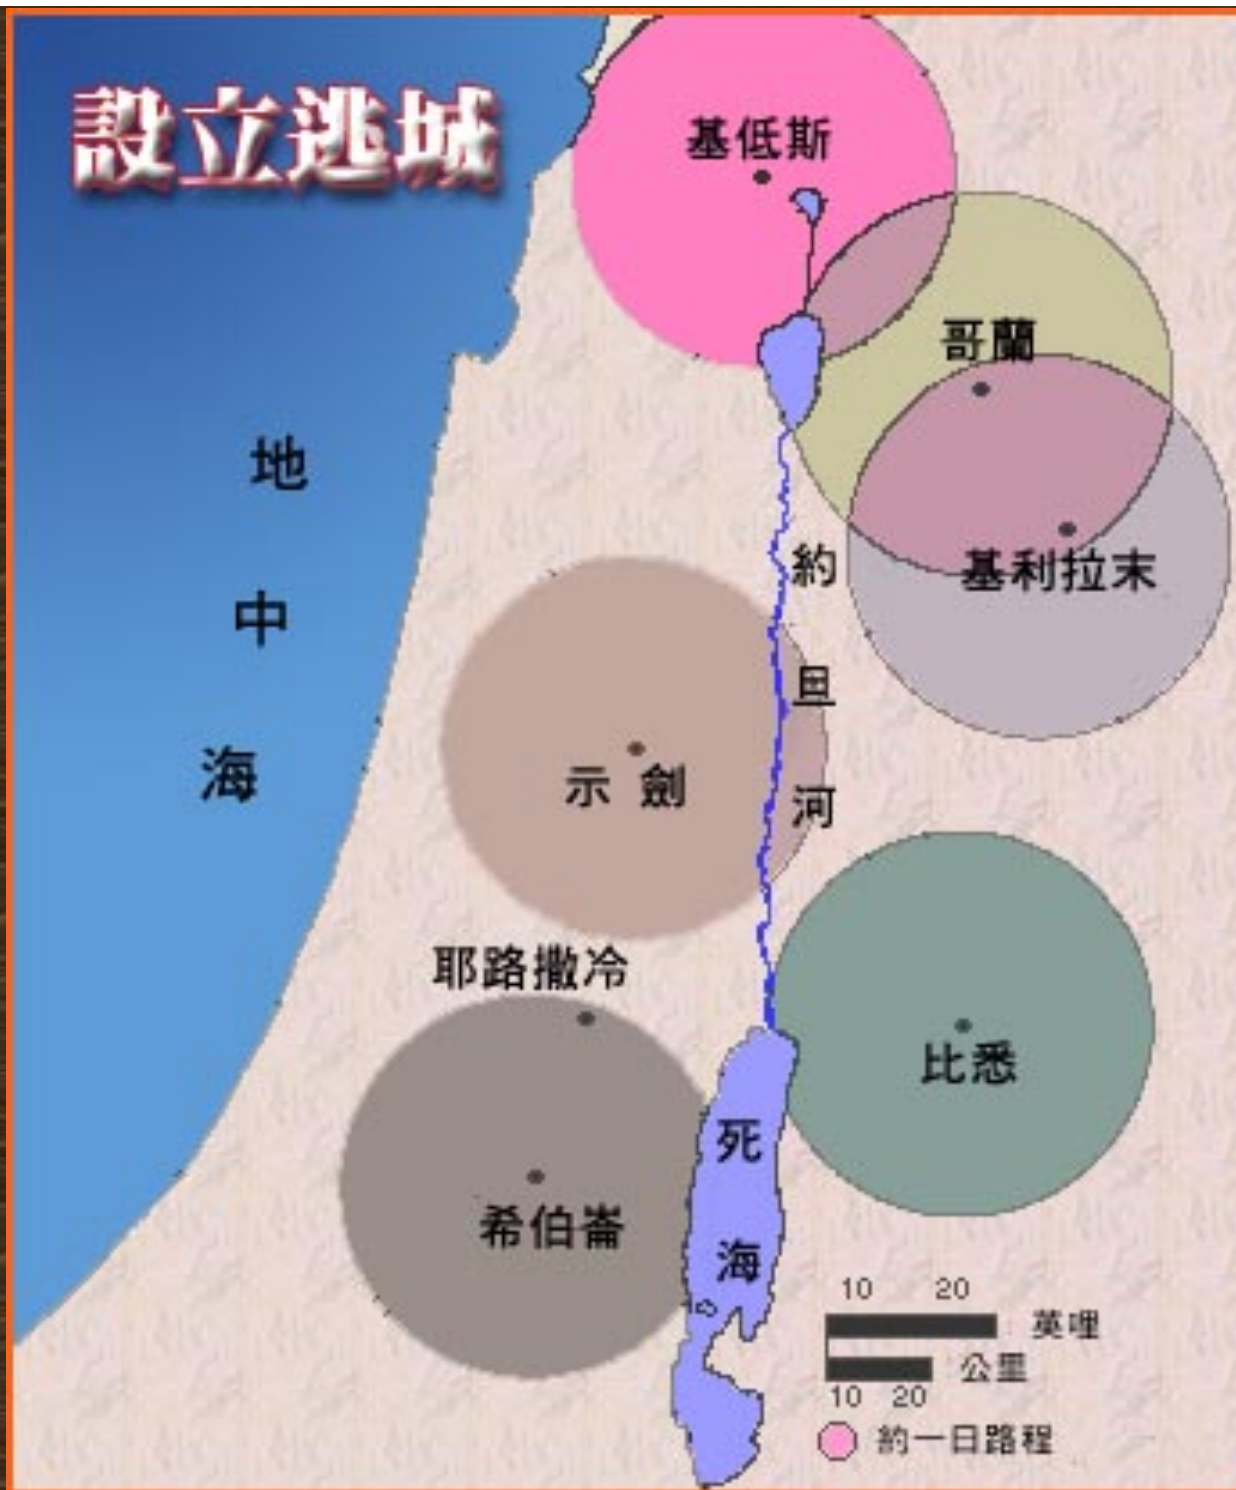 設立逃城
基低斯
哥蘭
地中海
約旦河
基利拉末
示劍
耶路撒冷
比悉
死海
希伯崙
10 20
英哩
公里
10 20
約一日路程